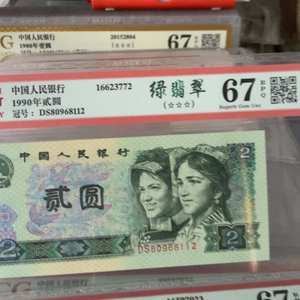 中国人民银行 20152804 67
1980年壹圆
中国人民银行 16623772 绿翡翠 67 EPQ
1990年贰圆 (☆☆☆) Superb Gem Unc
冠号：DS80968112
中国人民银行 2
贰圆
DS80968112
2 2
67